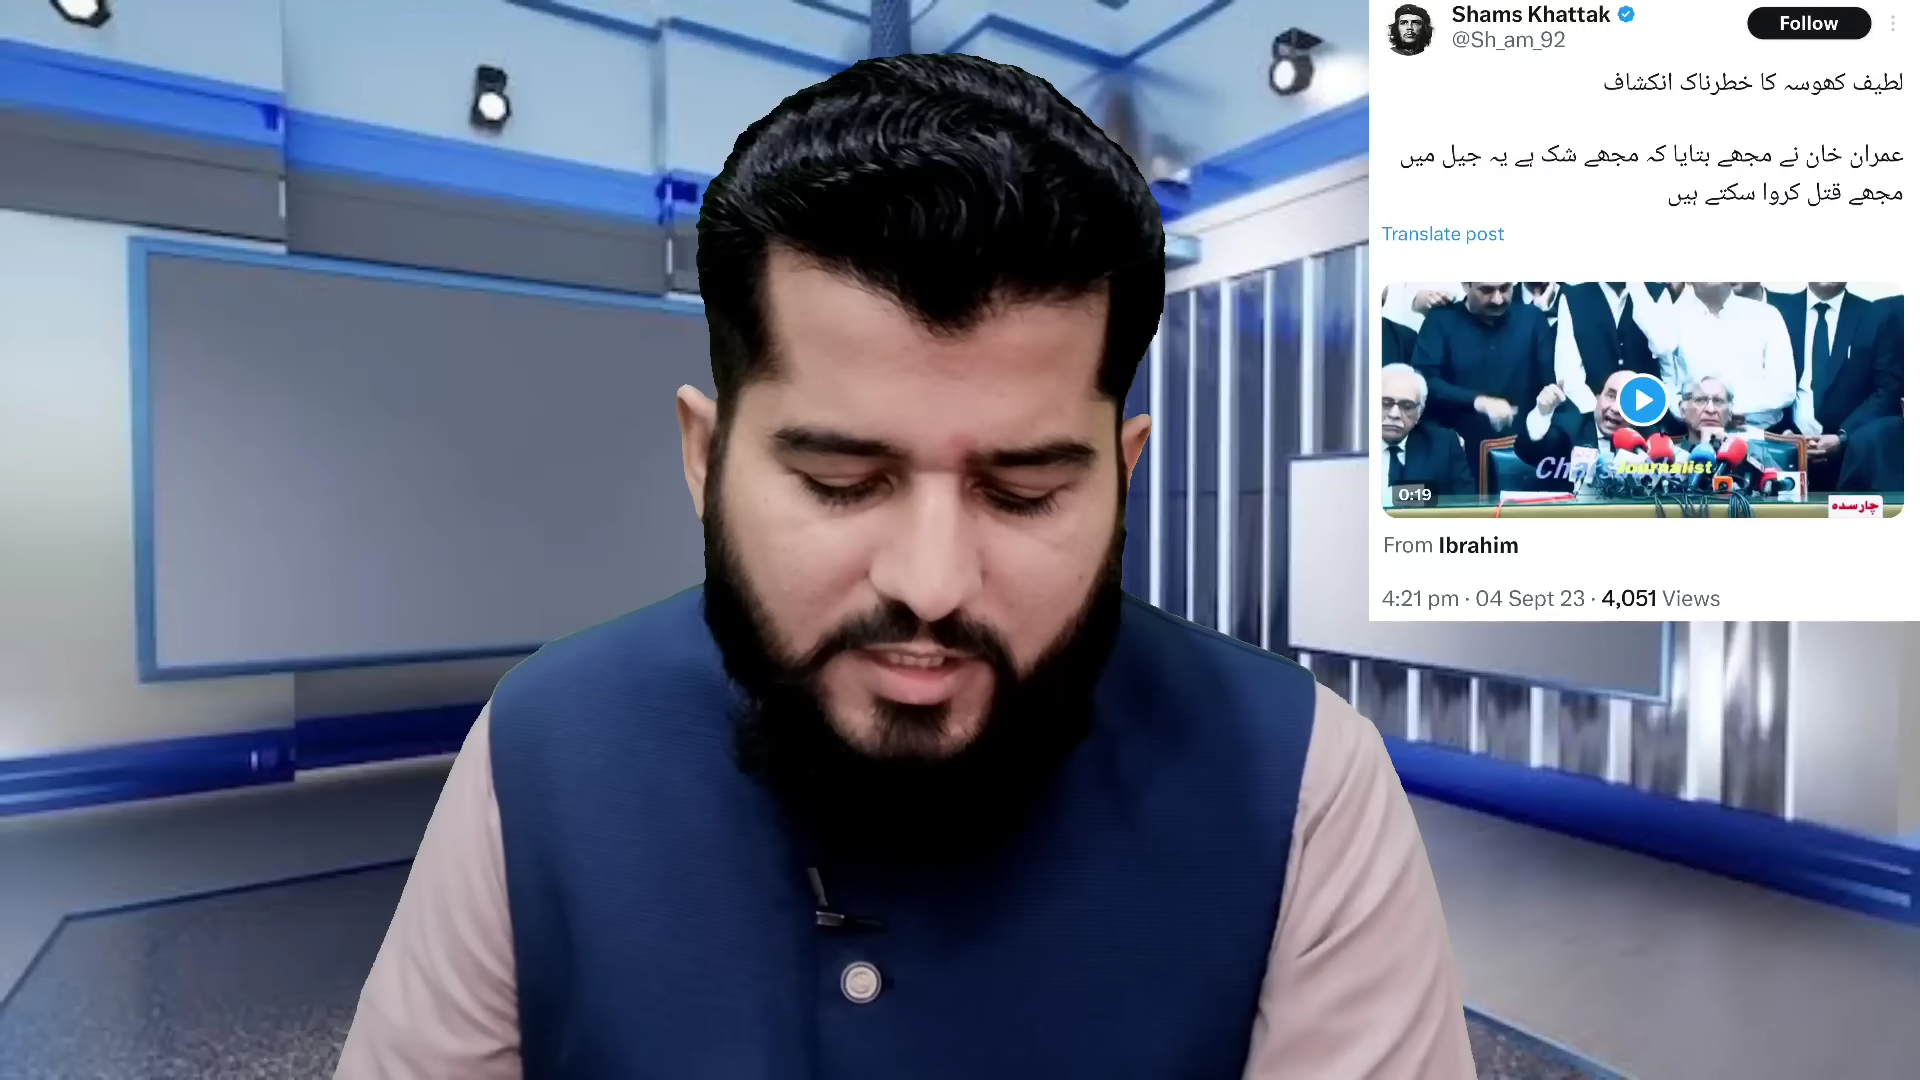 Shams Khattak
Follow
@Sh_am_92
لطیف کھوسہ کا خطرناک انکشاف
عمران خان نے مجھے بتایا کہ مجھے شک ہے یہ جیل میں
مجھے قتل کروا سکتے ہیں
Translate post
Journalist
0:19
چارسدہ
From Ibrahim
4:21 pm · 04 Sept 23 · 4,051 Views